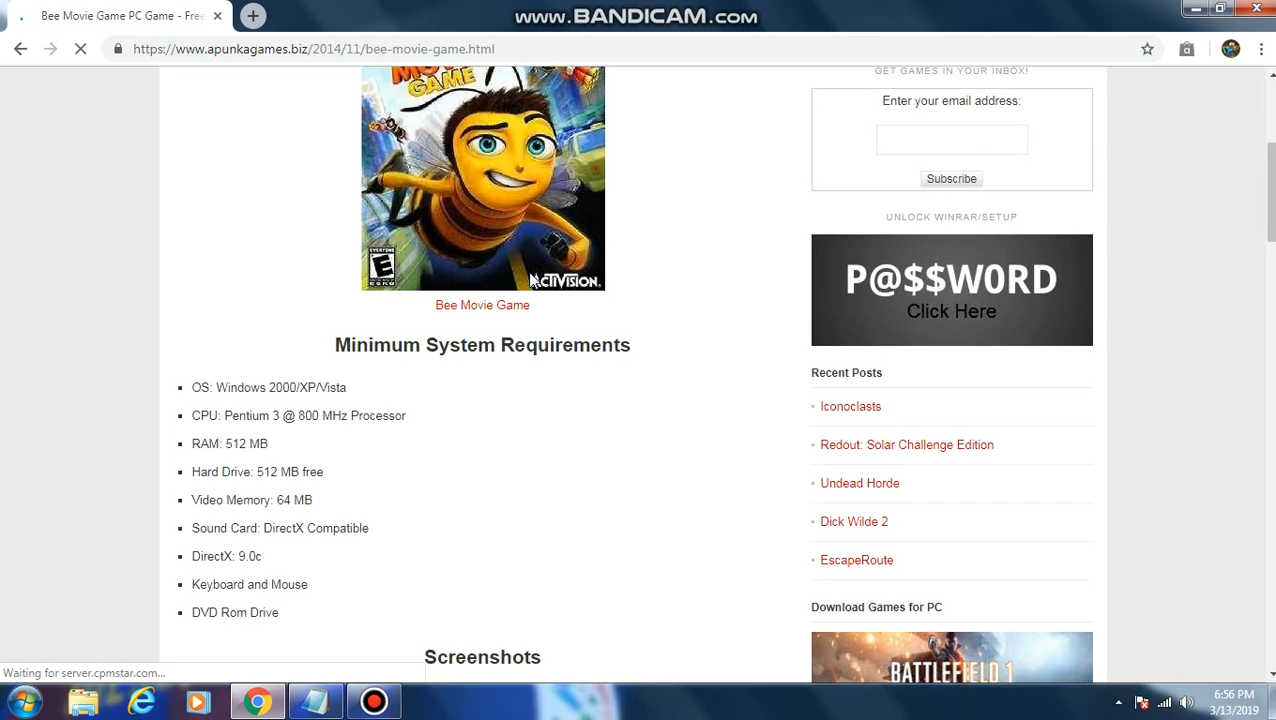 www.BANDICAM.com
Bee Movie Game PC Game - Free
https://www.apunkagames.biz/2014/11/bee-movie-game.html
GAME
EVERYONE
E
ESRB
ACTIVISION.
Bee Movie Game
Minimum System Requirements
OS: Windows 2000/XP/Vista
CPU: Pentium 3 @ 800 MHz Processor
RAM: 512 MB
Hard Drive: 512 MB free
Video Memory: 64 MB
Sound Card: DirectX Compatible
DirectX: 9.0c
Keyboard and Mouse
DVD Rom Drive
Screenshots
GET GAMES IN YOUR INBOX!
Enter your email address:
Subscribe
UNLOCK WINRAR/SETUP
P@$$W0RD
Click Here
Recent Posts
Iconoclasts
Redout: Solar Challenge Edition
Undead Horde
Dick Wilde 2
EscapeRoute
Download Games for PC
BATTLEFIELD 1
Waiting for server.cpmstar.com...
6:56 PM
3/13/2019